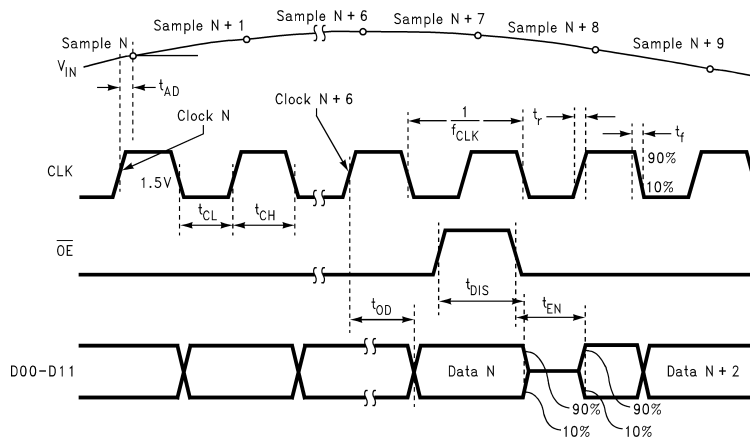 Sample N
Sample N + 1
Sample N + 6
Sample N + 7
Sample N + 8
Sample N + 9
VIN
tAD
Clock N
Clock N + 6
1
fCLK
tr
tf
CLK
1.5V
90%
10%
tCL
tCH
OE
tDIS
tOD
tEN
D00-D11
Data N
Data N + 2
90%
90%
10%
10%